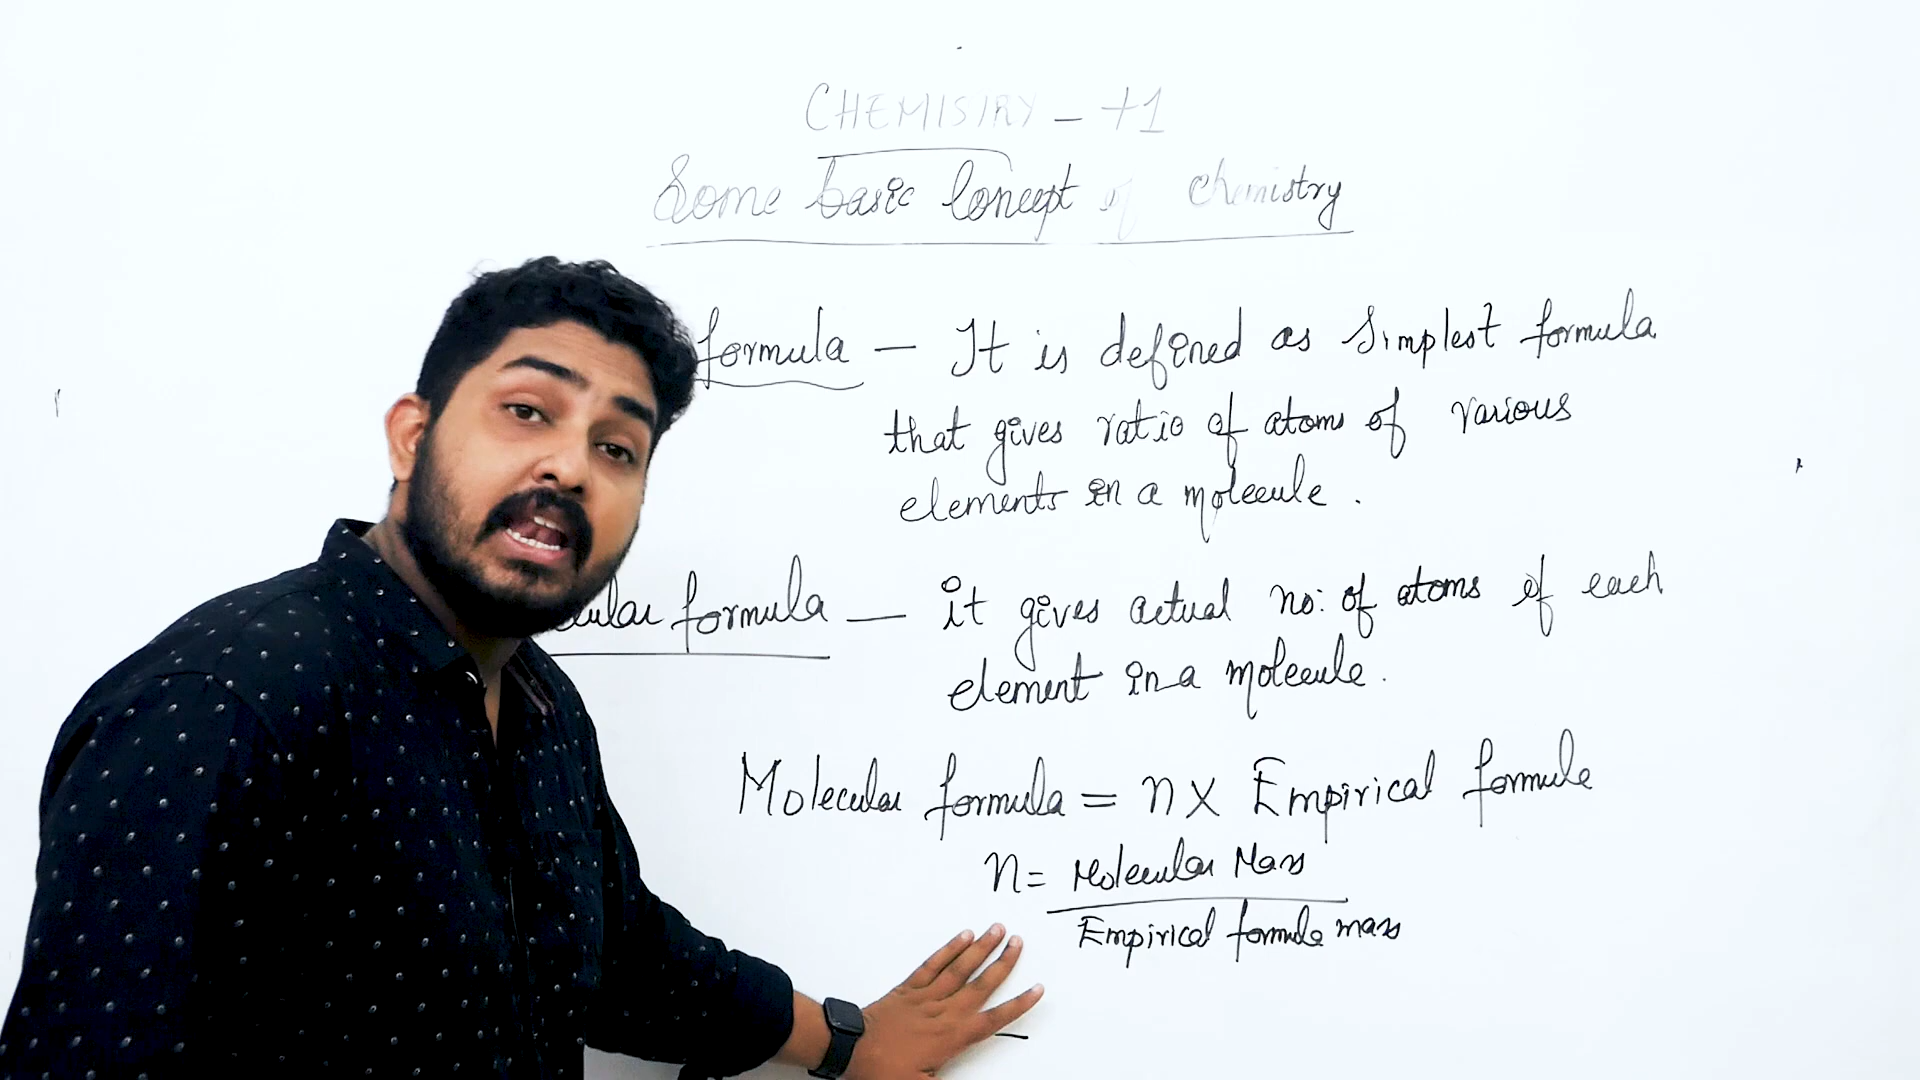 CHEMISTRY - +1
Some basic Concept of Chemistry
formula — It is defined as Simplest formula
that gives ratio of atoms of various
elements in a molecule .
cular formula — it gives actual no: of atoms of each
element in a molecule .
Molecular formula = n X Empirical formula
n = Molecular Mass
Empirical formula mass